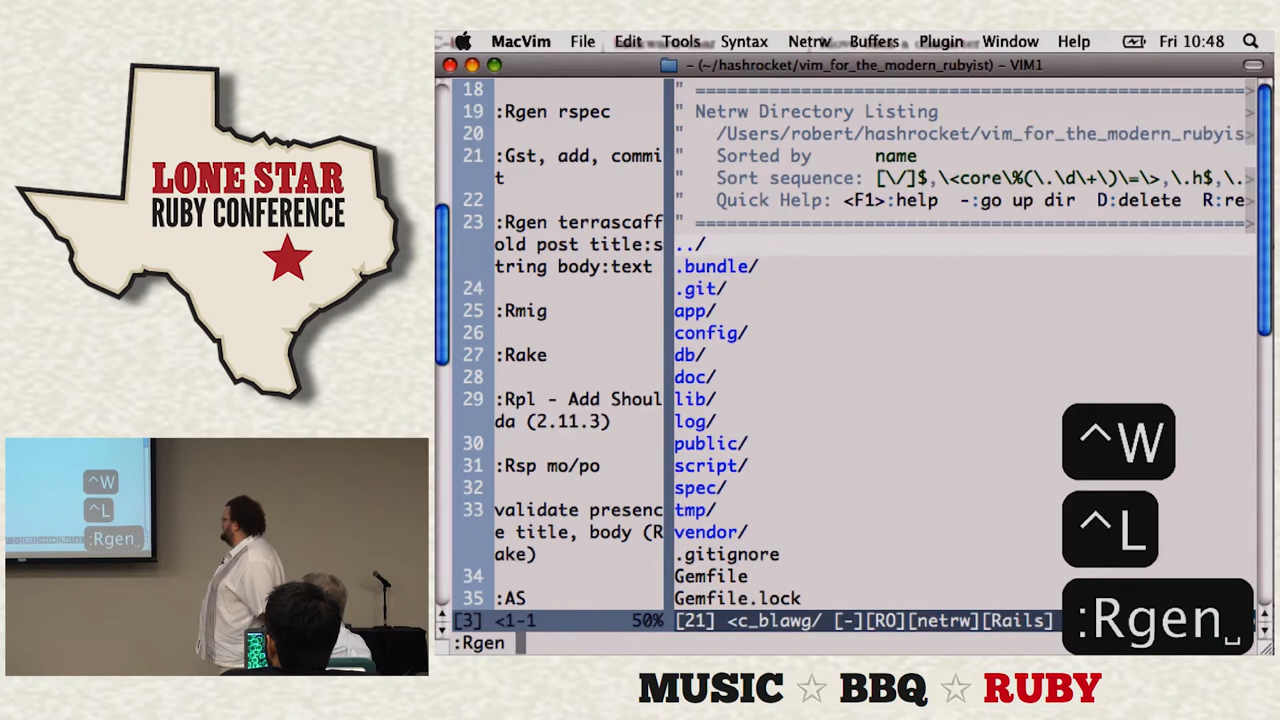 LONE STAR
RUBY CONFERENCE
MacVim File Edit Tools Syntax Netrw Buffers Plugin Window Help Fri 10:48
- (~/hashrocket/vim_for_the_modern_rubyist) - VIM1
18
19 :Rgen rspec
20
21 :Gst, add, commi
t
22
23 :Rgen terrascaff
old post title:s
tring body:text
24
25 :Rmig
26
27 :Rake
28
29 :Rpl - Add Shoul
da (2.11.3)
30
31 :Rsp mo/po
32
33 validate presenc
e title, body (R
ake)
34
35 :AS
[3] <1-1 50%
" ============================================>
" Netrw Directory Listing >
" /Users/robert/hashrocket/vim_for_the_modern_rubyis>
" Sorted by name
" Sort sequence: [\/]$,\<core\%(\.\d\+\)\=\>,\.h$,\.>
" Quick Help: <F1>:help -:go up dir D:delete R:re>
" ============================================>
../
.bundle/
.git/
app/
config/
db/
doc/
lib/
log/
public/
script/
spec/
tmp/
vendor/
.gitignore
Gemfile
Gemfile.lock
[21] <c_blawg/ [-][RO][netrw][Rails]
:Rgen
^W
^L
:Rgen␣
^W
^L
:Rgen
MUSIC ☆ BBQ ☆ RUBY